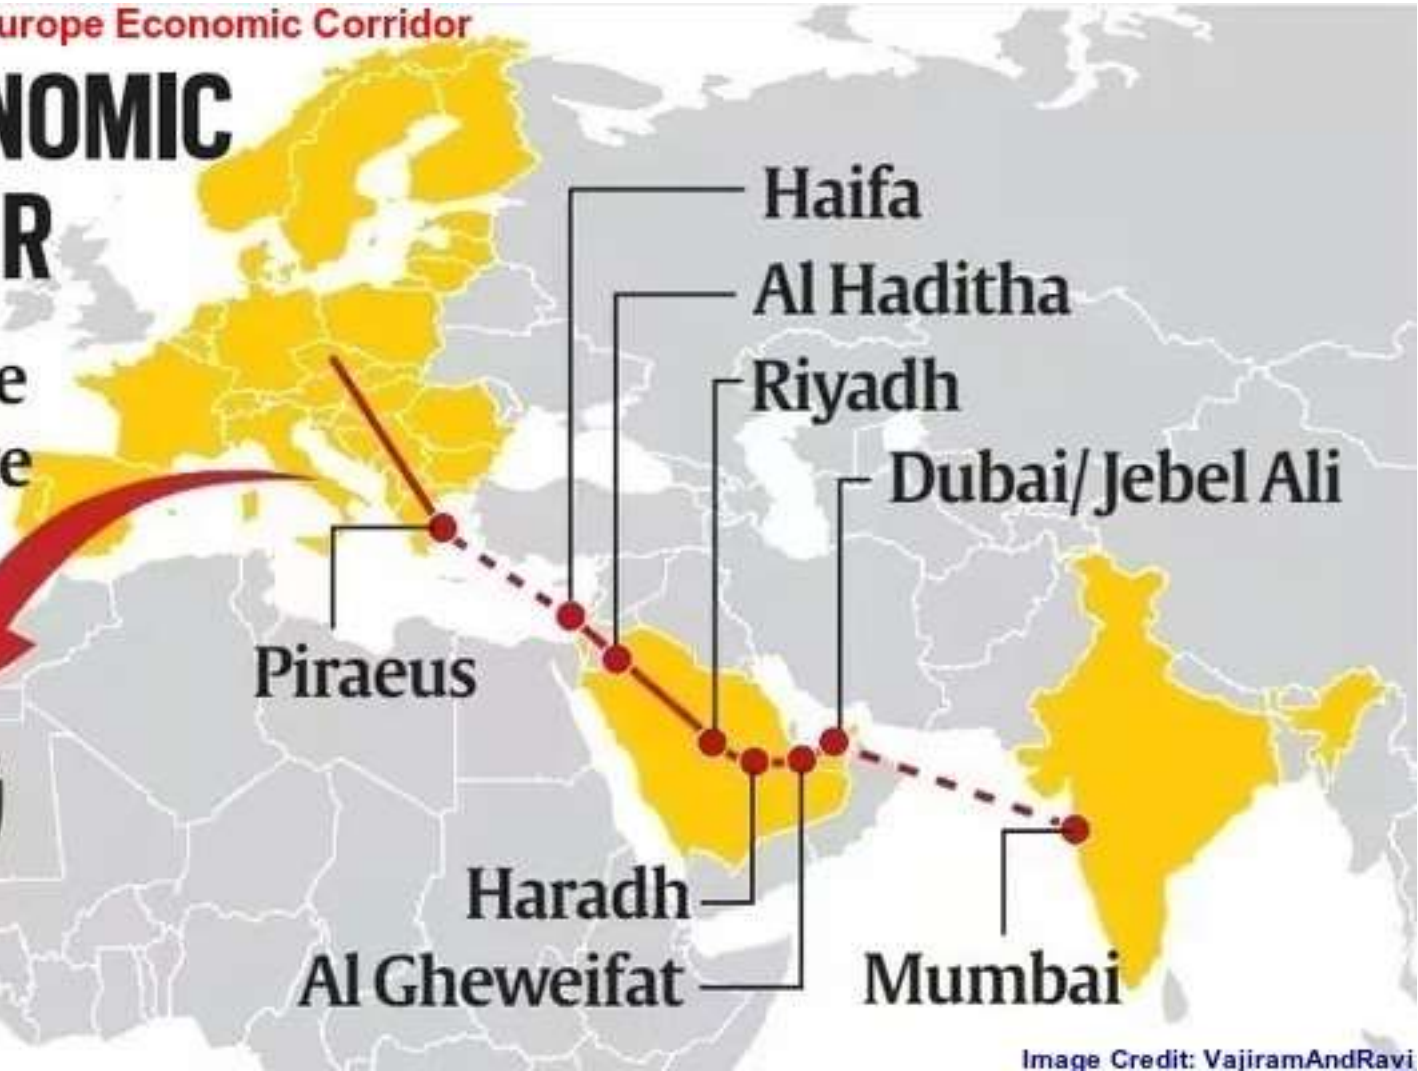 urope Economic Corridor
NOMIC
R
Haifa
Al Haditha
e
Riyadh
e
Dubai/Jebel Ali
Piraeus
Haradh
Al Gheweifat
Mumbai
Image Credit: VajiramAndRavi